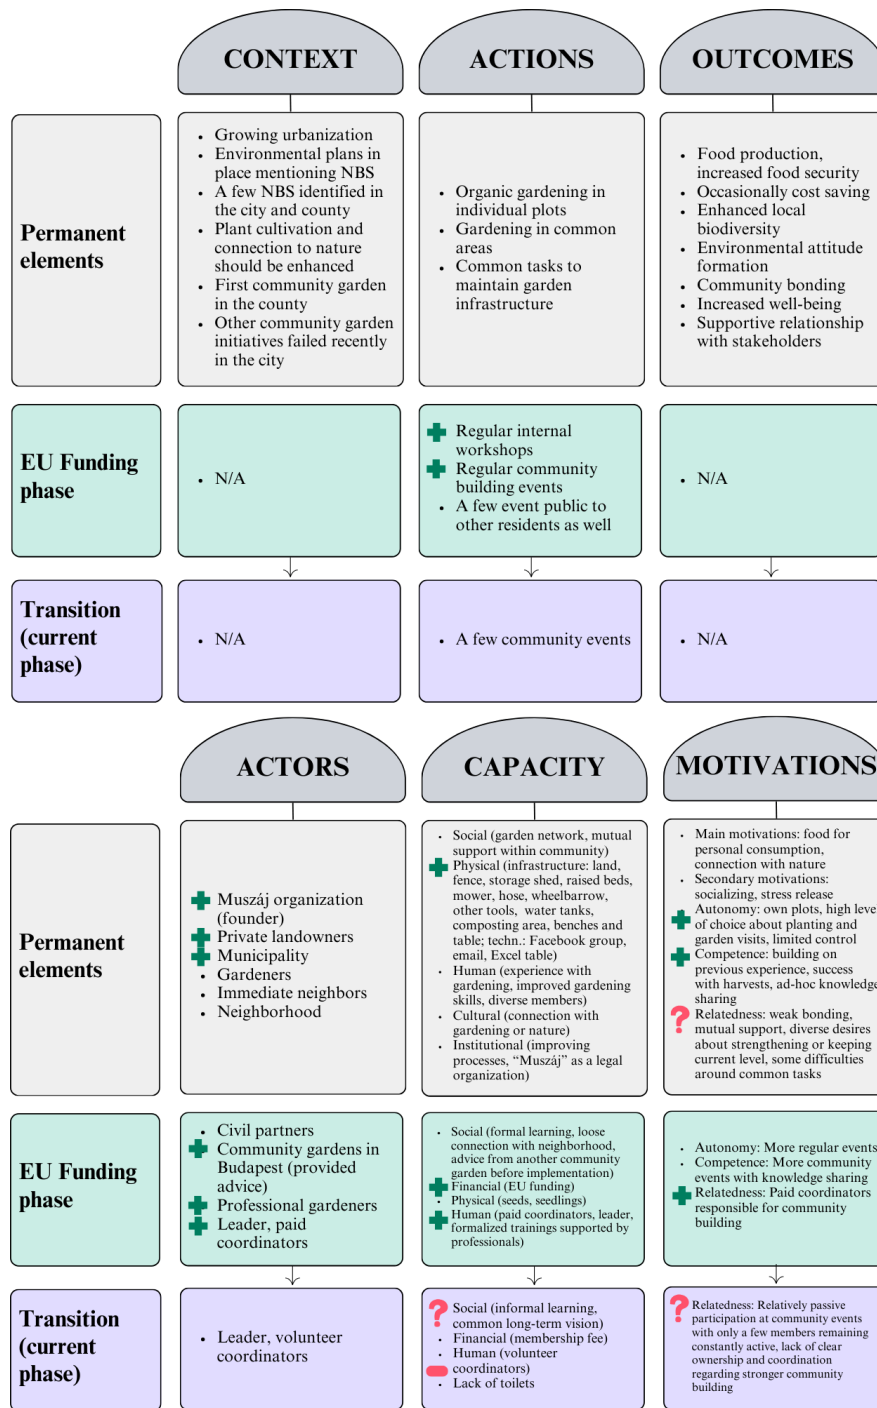 CONTEXT
ACTIONS
OUTCOMES
Permanent
elements
• Growing urbanization
• Environmental plans in
place mentioning NBS
• A few NBS identified in
the city and county
• Plant cultivation and
connection to nature
should be enhanced
• First community garden
in the county
• Other community garden
initiatives failed recently
in the city
• Organic gardening in
individual plots
• Gardening in common
areas
• Common tasks to
maintain garden
infrastructure
• Food production,
increased food security
• Occasionally cost saving
• Enhanced local
biodiversity
• Environmental attitude
formation
• Community bonding
• Increased well-being
• Supportive relationship
with stakeholders
EU Funding
phase
• N/A
Regular internal
workshops
Regular community
building events
• A few event public to
other residents as well
• N/A
Transition
(current
phase)
• N/A
• A few community events
• N/A
ACTORS
CAPACITY
MOTIVATIONS
Permanent
elements
Muszáj organization
(founder)
Private landowners
Municipality
• Gardeners
• Immediate neighbors
• Neighborhood
• Social (garden network, mutual
support within community)
Physical (infrastructure: land,
fence, storage shed, raised beds,
mower, hose, wheelbarrow,
other tools, water tanks,
composting area, benches and
table; techn.: Facebook group,
email, Excel table)
• Human (experience with
gardening, improved gardening
skills, diverse members)
• Cultural (connection with
gardening or nature)
• Institutional (improving
processes, “Muszáj” as a legal
organization)
• Main motivations: food for
personal consumption,
connection with nature
• Secondary motivations:
socializing, stress release
Autonomy: own plots, high level
of choice about planting and
garden visits, limited control
Competence: building on
previous experience, success
with harvests, ad-hoc knowledge
sharing
? Relatedness: weak bonding,
mutual support, diverse desires
about strengthening or keeping
current level, some difficulties
around common tasks
EU Funding
phase
• Civil partners
Community gardens in
Budapest (provided
advice)
Professional gardeners
Leader, paid
coordinators
• Social (formal learning, loose
connection with neighborhood,
advice from another community
garden before implementation)
Financial (EU funding)
• Physical (seeds, seedlings)
Human (paid coordinators, leader,
formalized trainings supported by
professionals)
• Autonomy: More regular events
• Competence: More community
events with knowledge sharing
Relatedness: Paid coordinators
responsible for community
building
Transition
(current
phase)
• Leader, volunteer
coordinators
? Social (informal learning,
common long-term vision)
• Financial (membership fee)
• Human (volunteer
coordinators)
• Lack of toilets
? Relatedness: Relatively passive
participation at community events
with only a few members remaining
constantly active, lack of clear
ownership and coordination
regarding stronger community
building